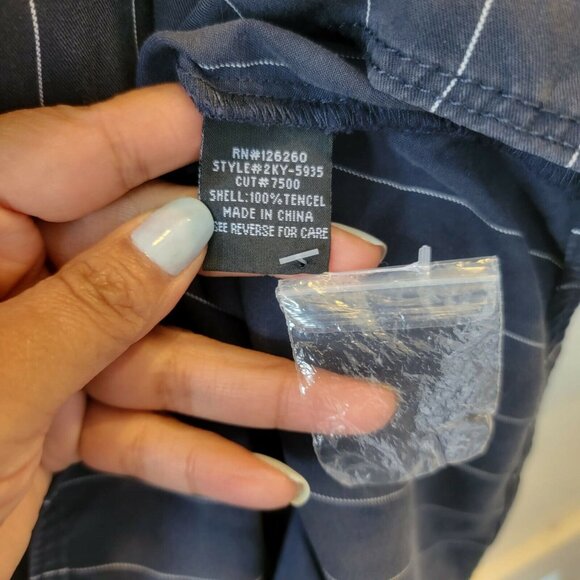 RN#126260
STYLE#2KY-5935
CUT#7500
SHELL:100%TENCEL
MADE IN CHINA
SEE REVERSE FOR CARE